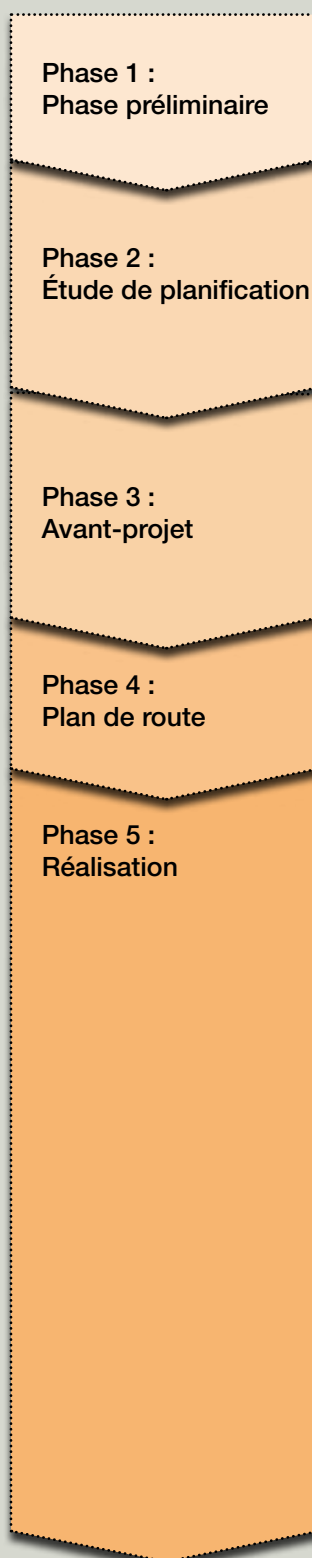 Phase 1 :
Phase préliminaire
Phase 2 :
Étude de planification
Phase 3 :
Avant-projet
Phase 4 :
Plan de route
Phase 5 :
Réalisation